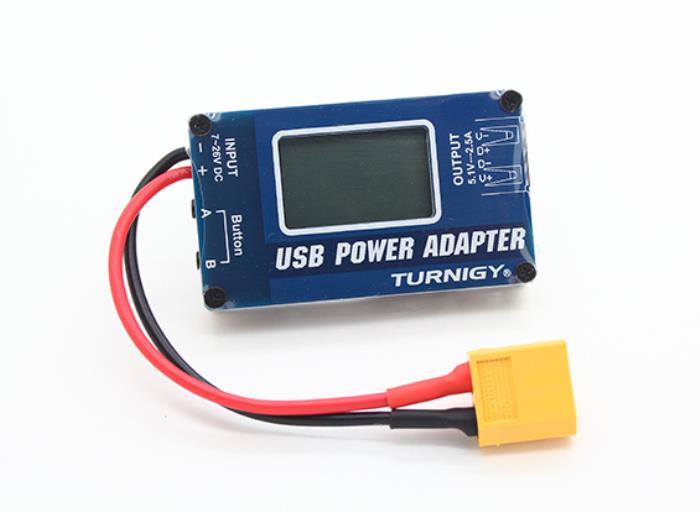 INPUT
7~26V DC
− +
A
Button
B
OUTPUT
5.1V---2.5A
USB POWER ADAPTER
TURNIGY®